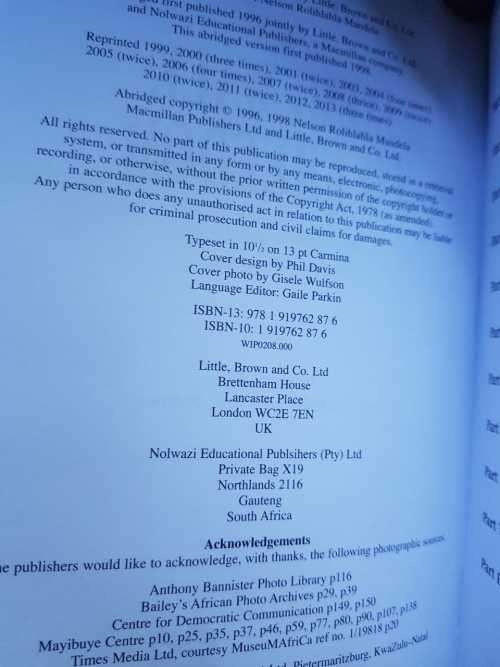 Little, Brown and Co. Ltd
Nelson Rolihlahla Mandela
first published 1996 jointly by Little, Brown and Co. Ltd.
and Nolwazi Educational Publishers, a Macmillan company
This abridged version first published 1998
Reprinted 1999, 2000 (three times), 2001 (twice), 2003, 2004 (four times)
2005 (twice), 2006 (four times), 2007 (twice), 2008 (thrice), 2009 (twice)
2010 (twice), 2011 (twice), 2012, 2013 (three times)
Abridged copyright © 1996, 1998 Nelson Rolihlahla Mandela
Macmillan Publishers Ltd and Little, Brown and Co. Ltd.
All rights reserved. No part of this publication may be reproduced, stored in a retrieval
system, or transmitted in any form or by any means, electronic, photocopying,
recording, or otherwise, without the prior written permission of the copyright holder or
in accordance with the provisions of the Copyright Act, 1978 (as amended).
Any person who does any unauthorised act in relation to this publication may be liable
for criminal prosecution and civil claims for damages.
Typeset in 10½ on 13 pt Carmina
Cover design by Phil Davis
Cover photo by Gisele Wulfson
Language Editor: Gaile Parkin
ISBN-13: 978 1 919762 87 6
ISBN-10: 1 919762 87 6
WIP0208.000
Little, Brown and Co. Ltd
Brettenham House
Lancaster Place
London WC2E 7EN
UK
Nolwazi Educational Publsihers (Pty) Ltd
Private Bag X19
Northlands 2116
Gauteng
South Africa
Acknowledgements
publishers would like to acknowledge, with thanks, the following photographic sources:
Anthony Bannister Photo Library p116
Bailey's African Photo Archives p29, p39
Centre for Democratic Communication p149, p150
Mayibuye Centre p10, p25, p35, p37, p46, p59, p77, p80, p90, p107, p138
Times Media Ltd, courtesy MuseuMAfriCa ref no. 1/19818 p20
Ltd, Pietermaritzburg, KwaZulu-Natal
Part
Part
Part
Part
Part
Part
Part